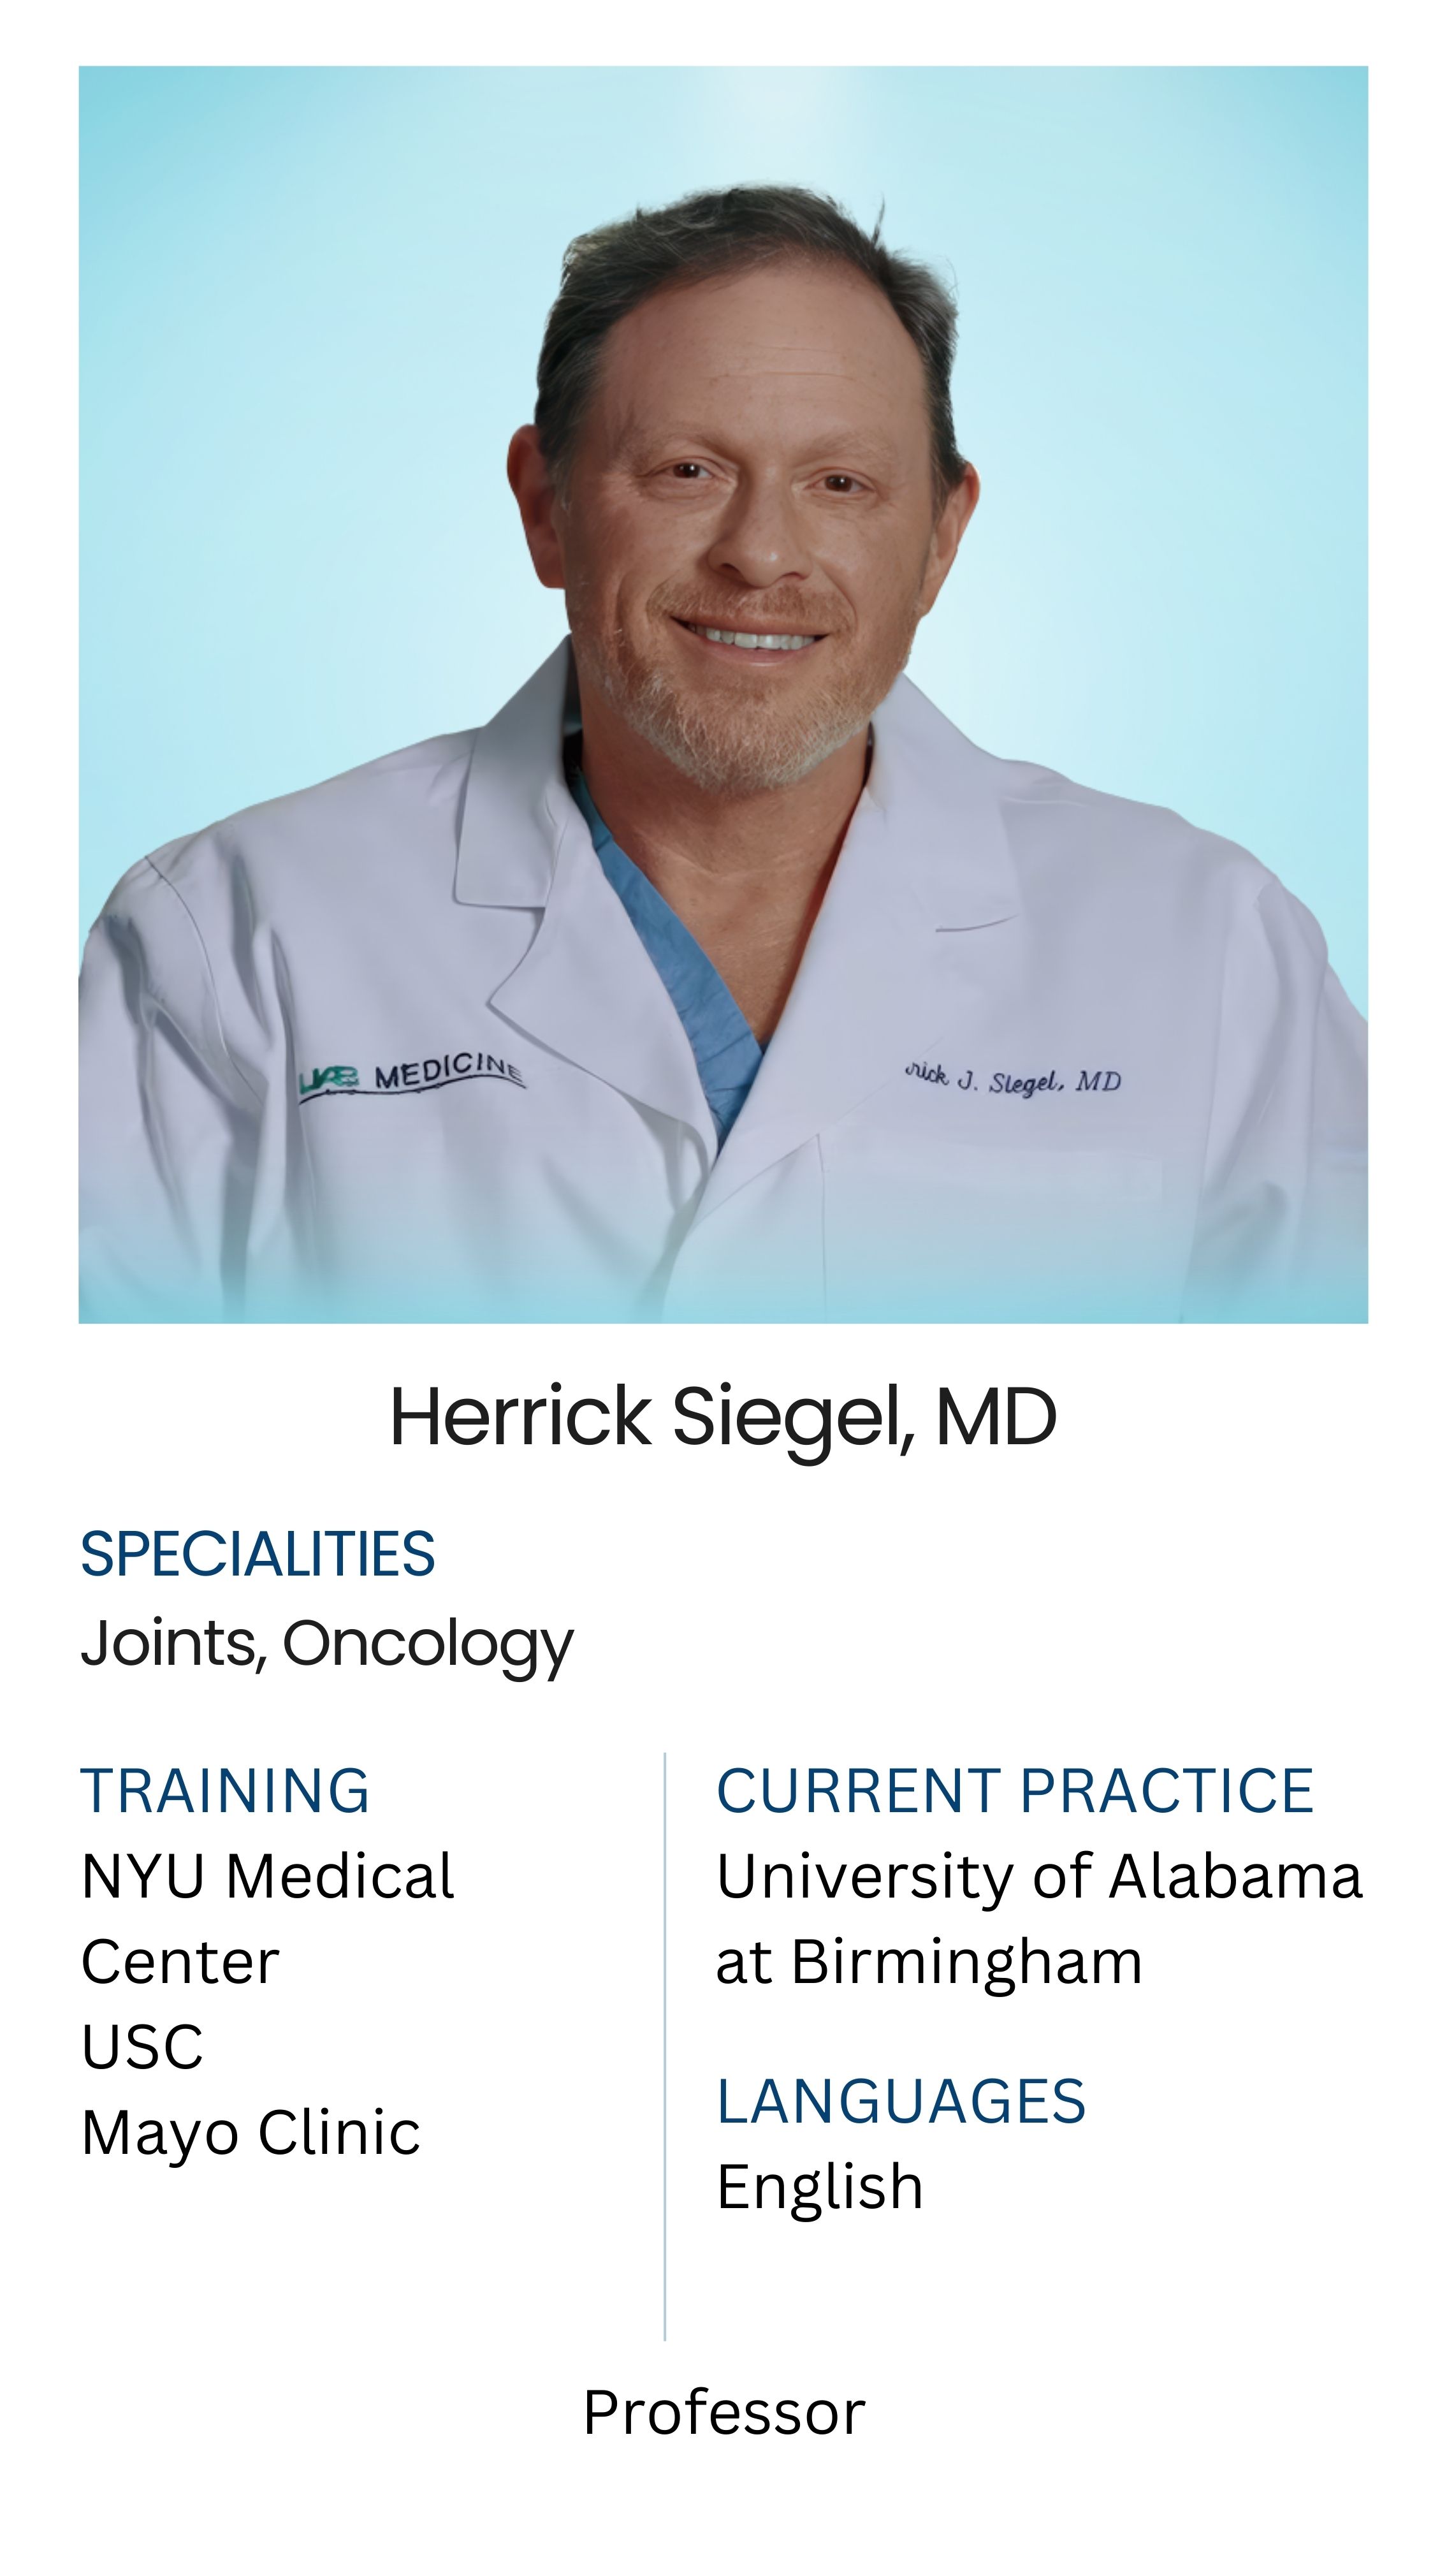 UAB MEDICINE
rick J. Siegel, MD
Herrick Siegel, MD
SPECIALITIES
Joints, Oncology
TRAINING
NYU Medical
Center
USC
Mayo Clinic
CURRENT PRACTICE
University of Alabama
at Birmingham
LANGUAGES
English
Professor